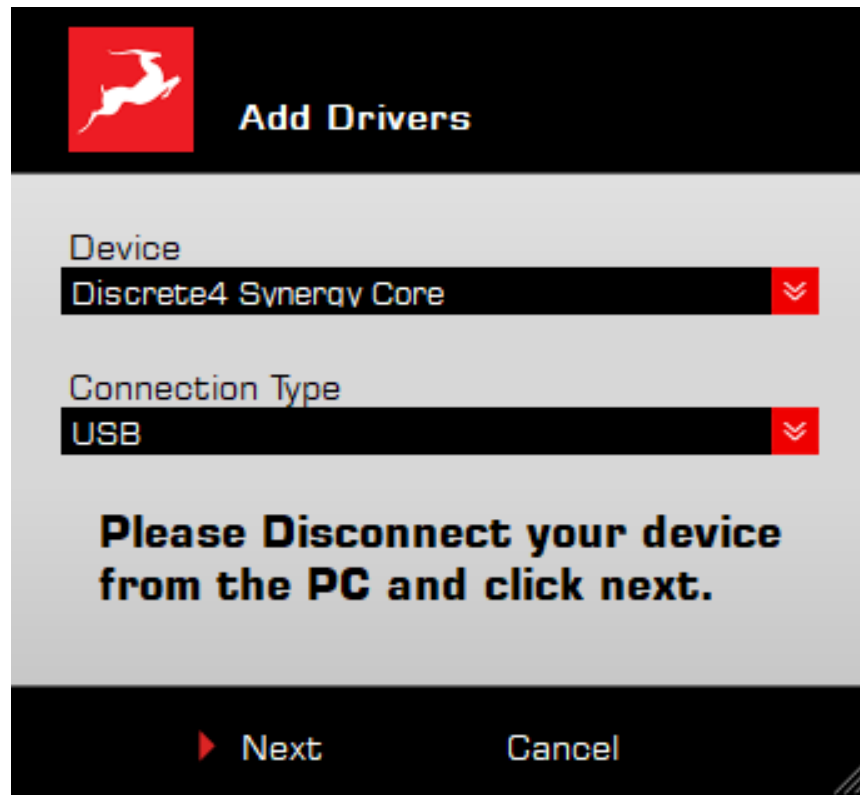 Add Drivers
Device
Discrete4 Synergy Core
Connection Type
USB
Please Disconnect your device
from the PC and click next.
Next
Cancel